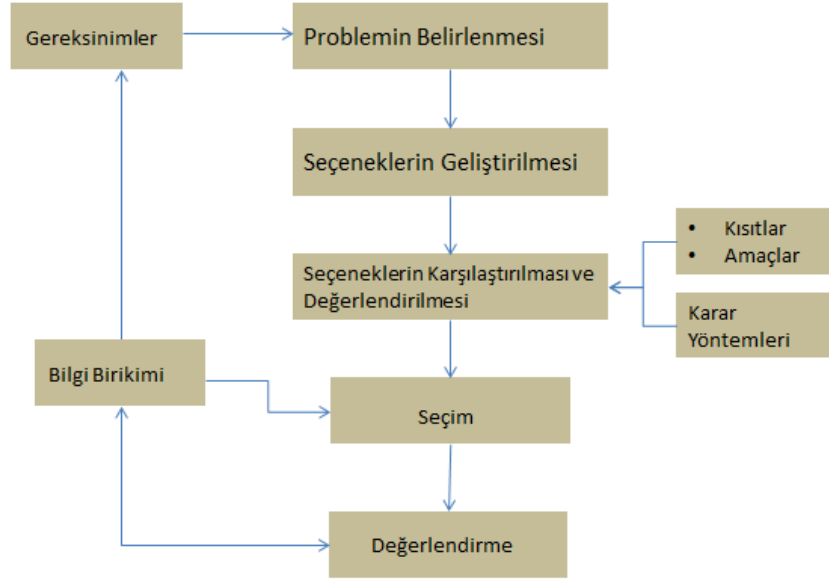 Gereksinimler
Problemin Belirlenmesi
Seçeneklerin Geliştirilmesi
Seçeneklerin Karşılaştırılması ve
Değerlendirilmesi
• Kısıtlar
• Amaçlar
Karar
Yöntemleri
Bilgi Birikimi
Seçim
Değerlendirme